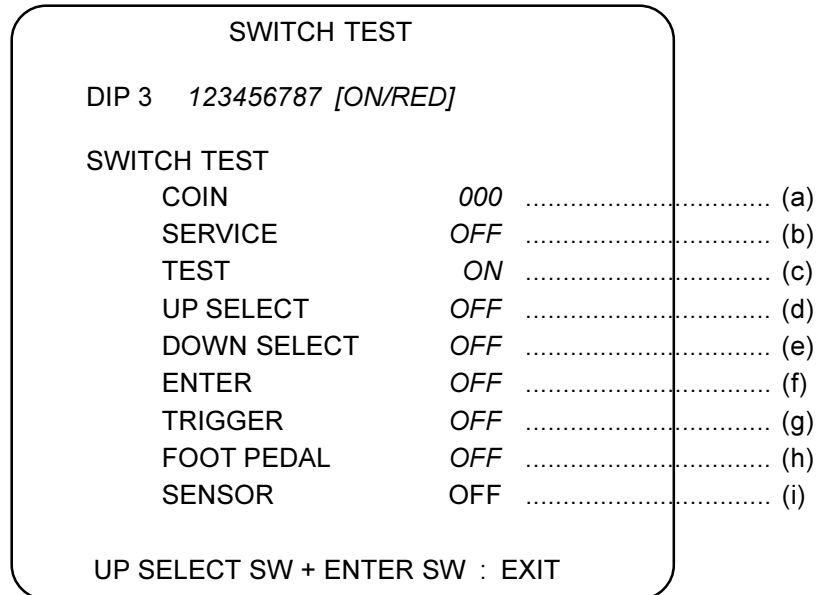 SWITCH TEST
DIP 3 123456787 [ON/RED]
SWITCH TEST
COIN 000 ................................. (a)
SERVICE OFF ................................. (b)
TEST ON ................................. (c)
UP SELECT OFF ................................. (d)
DOWN SELECT OFF ................................. (e)
ENTER OFF ................................. (f)
TRIGGER OFF ................................. (g)
FOOT PEDAL OFF ................................. (h)
SENSOR OFF ................................. (i)
UP SELECT SW + ENTER SW : EXIT